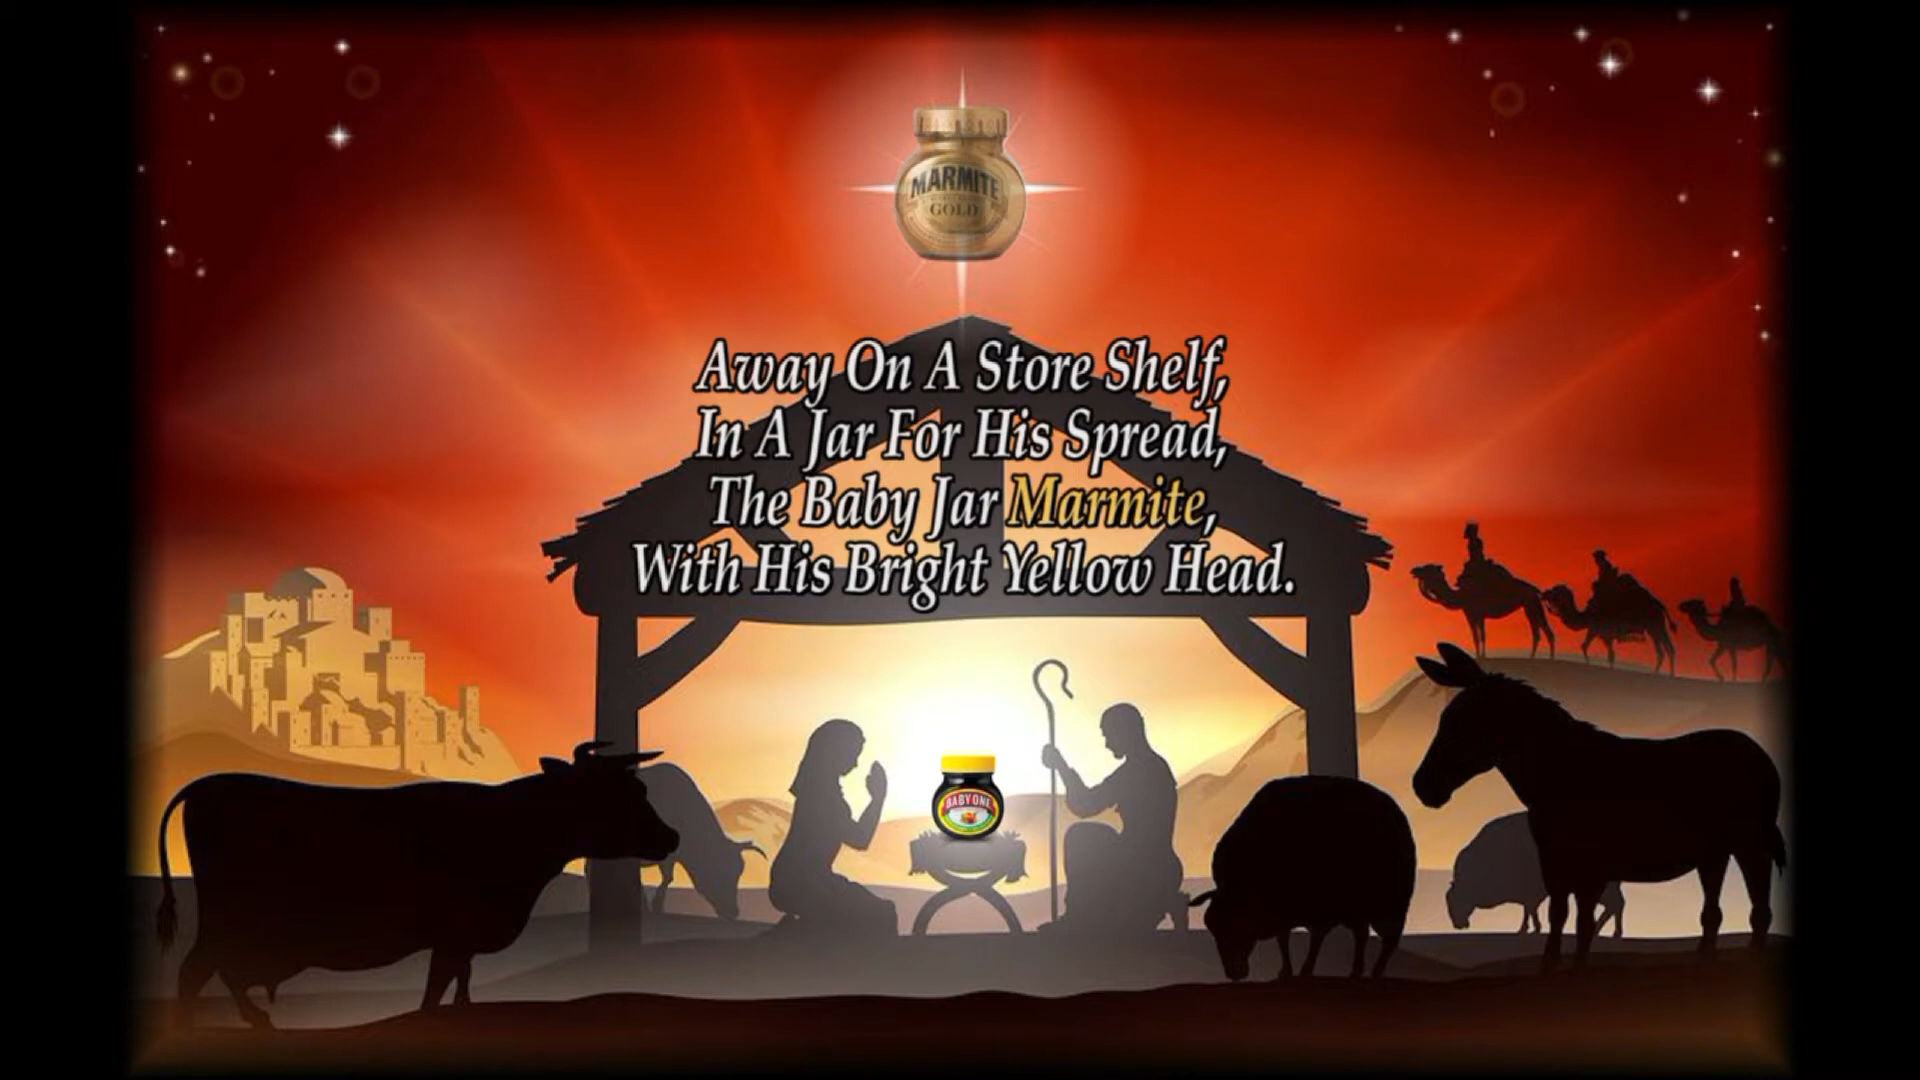 MARMITE
GOLD
Away On A Store Shelf,
In A Jar For His Spread,
The Baby Jar Marmite,
With His Bright Yellow Head.
BABY ONE